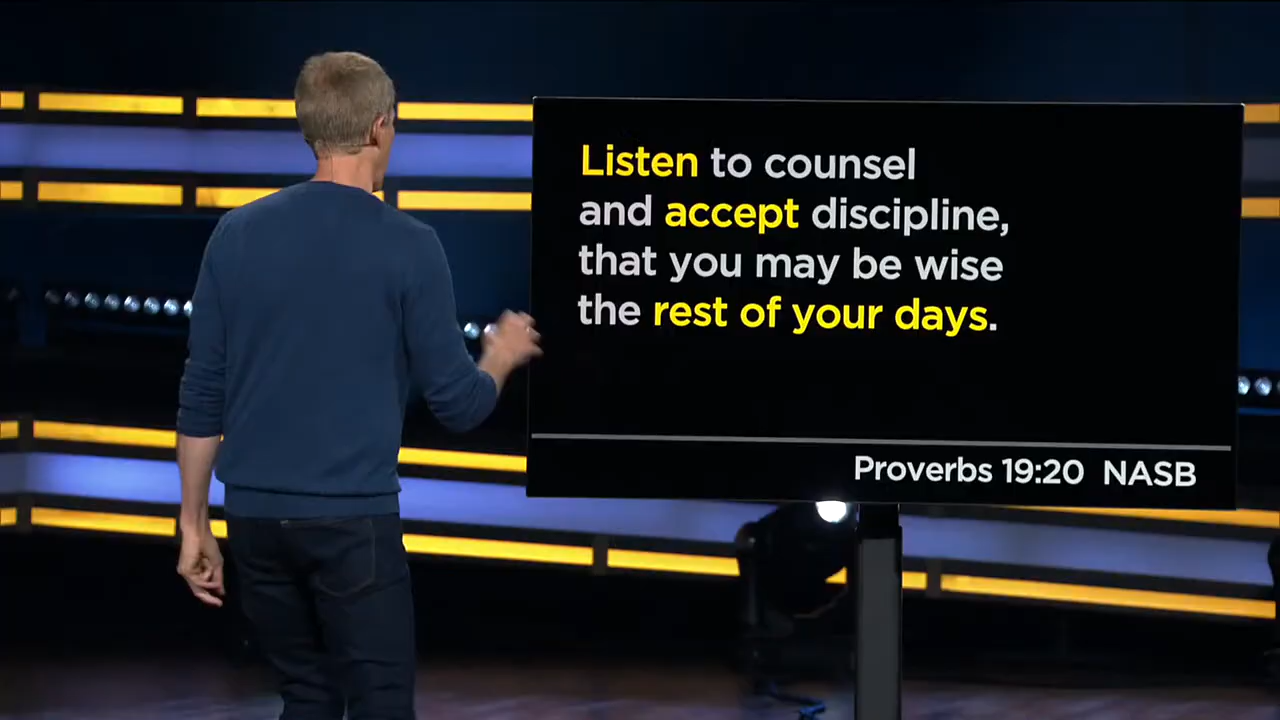 Listen to counsel
and accept discipline,
that you may be wise
the rest of your days.
Proverbs 19:20 NASB